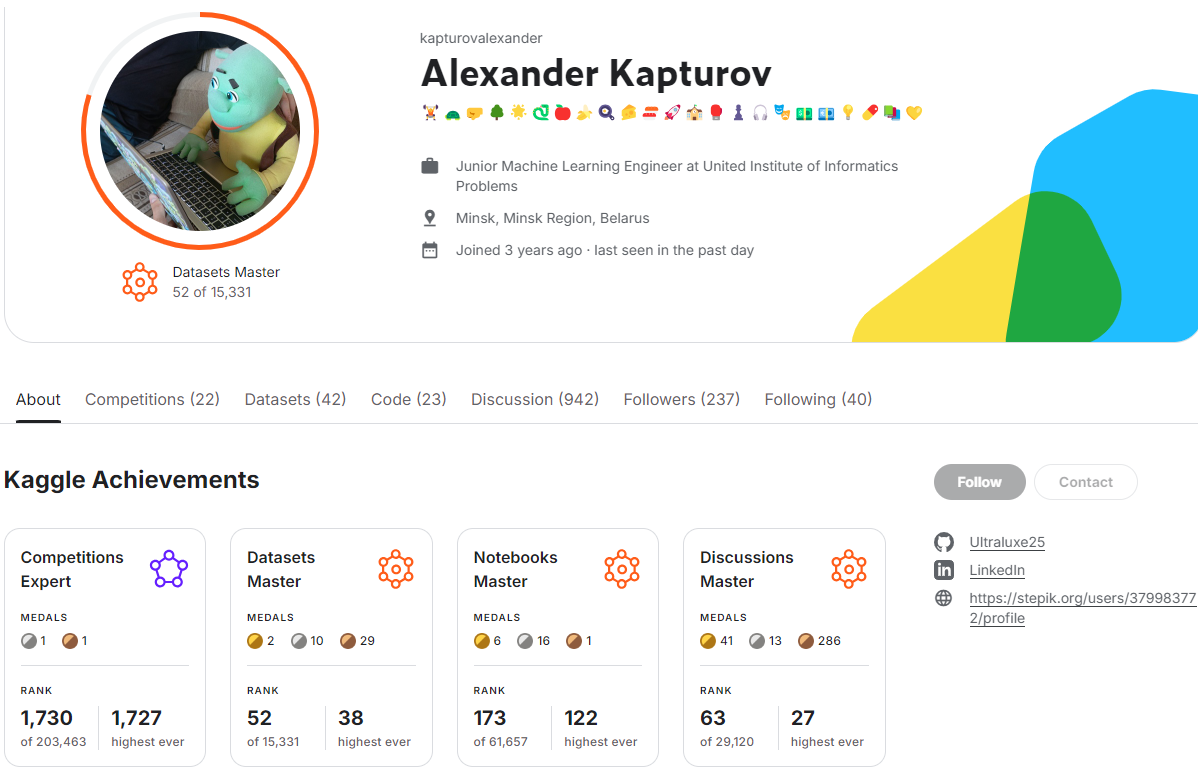 kapturovalexander
Alexander Kapturov
Junior Machine Learning Engineer at United Institute of Informatics
Problems
Minsk, Minsk Region, Belarus
Joined 3 years ago · last seen in the past day
Datasets Master
52 of 15,331
About
Competitions (22)
Datasets (42)
Code (23)
Discussion (942)
Followers (237)
Following (40)
Kaggle Achievements
Follow
Contact
Ultraluxe25
LinkedIn
https://stepik.org/users/37998377
2/profile
Competitions
Expert
MEDALS
1 1
RANK
1,730 1,727
of 203,463 highest ever
Datasets
Master
MEDALS
2 10 29
RANK
52 38
of 15,331 highest ever
Notebooks
Master
MEDALS
6 16 1
RANK
173 122
of 61,657 highest ever
Discussions
Master
MEDALS
41 13 286
RANK
63 27
of 29,120 highest ever